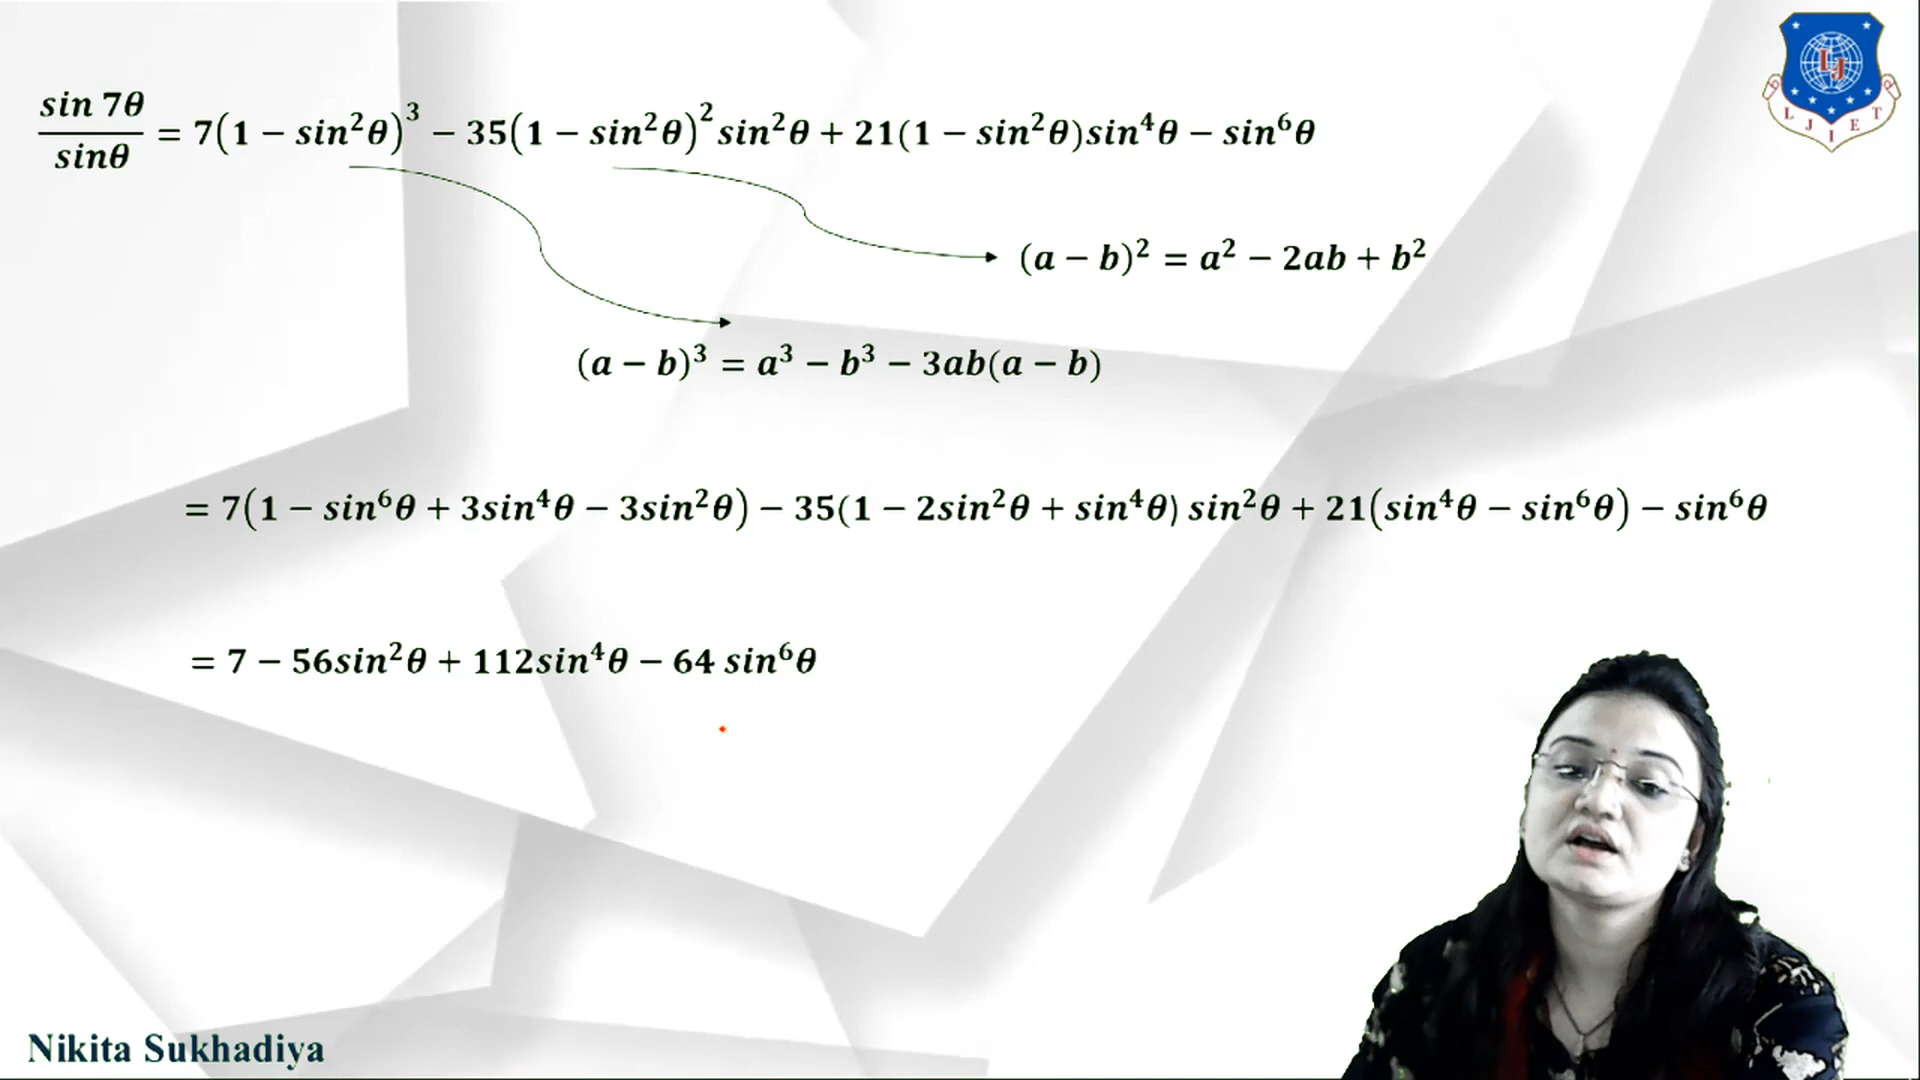 sin 7θ / sinθ = 7(1 − sin²θ)³ − 35(1 − sin²θ)²sin²θ + 21(1 − sin²θ)sin⁴θ − sin⁶θ
LJIET
(a − b)² = a² − 2ab + b²
(a − b)³ = a³ − b³ − 3ab(a − b)
= 7(1 − sin⁶θ + 3sin⁴θ − 3sin²θ) − 35(1 − 2sin²θ + sin⁴θ) sin²θ + 21(sin⁴θ − sin⁶θ) − sin⁶θ
= 7 − 56sin²θ + 112sin⁴θ − 64 sin⁶θ
Nikita Sukhadiya